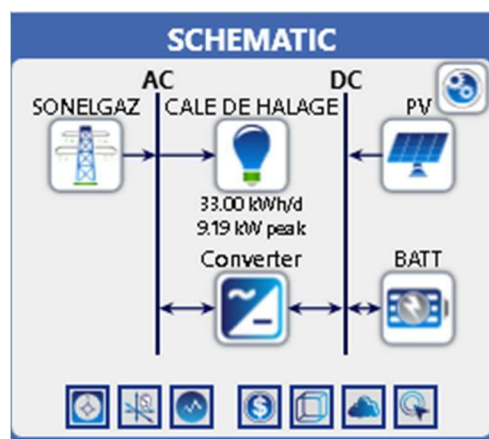 SCHEMATIC
AC DC
SONELGAZ CALE DE HALAGE PV
33.00 kWh/d
9.19 kW peak
Converter BATT